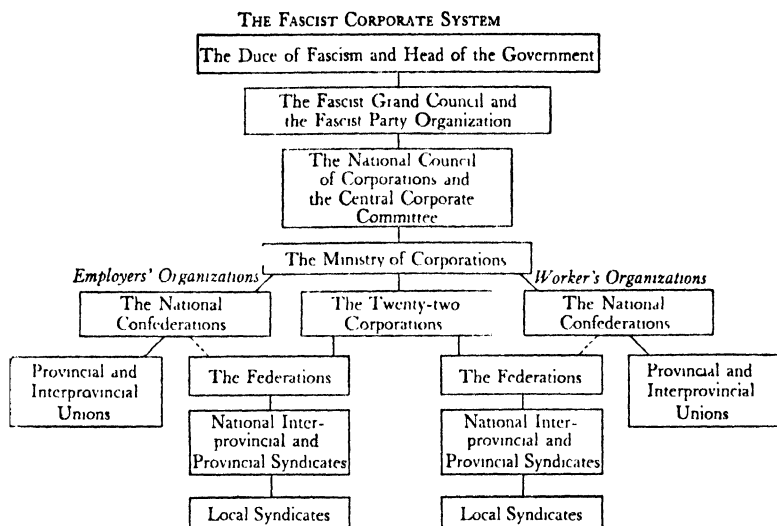 THE FASCIST CORPORATE SYSTEM
The Duce of Fascism and Head of the Government
The Fascist Grand Council and
the Fascist Party Organization
The National Council
of Corporations and
the Central Corporate
Committee
The Ministry of Corporations
Employers' Organizations
Worker's Organizations
The National
Confederations
The Twenty-two
Corporations
The National
Confederations
Provincial and
Interprovincial
Unions
The Federations
The Federations
Provincial and
Interprovincial
Unions
National Inter-
provincial and
Provincial Syndicates
National Inter-
provincial and
Provincial Syndicates
Local Syndicates
Local Syndicates